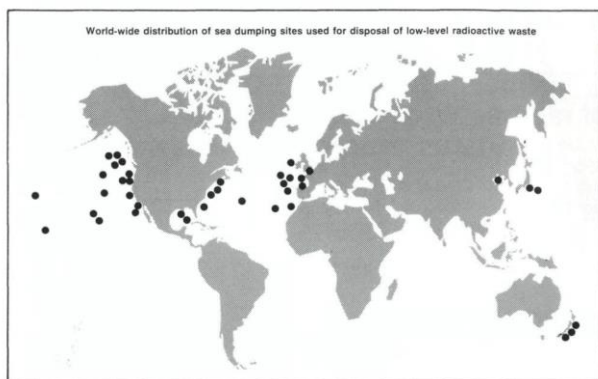 World-wide distribution of sea dumping sites used for disposal of low-level radioactive waste